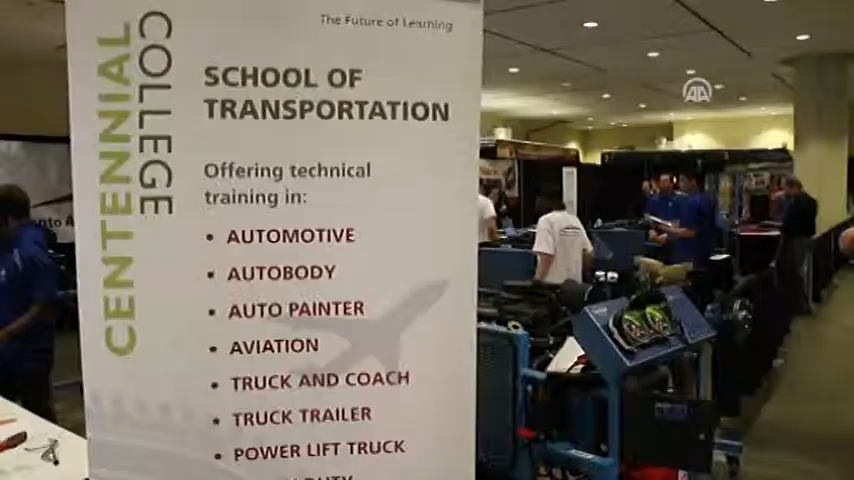 The Future of Learning
CENTENNIAL
COLLEGE
SCHOOL OF
TRANSPORTATION
Offering technical
training in:
• AUTOMOTIVE
• AUTOBODY
• AUTO PAINTER
• AVIATION
• TRUCK AND COACH
• TRUCK TRAILER
• POWER LIFT TRUCK
AA